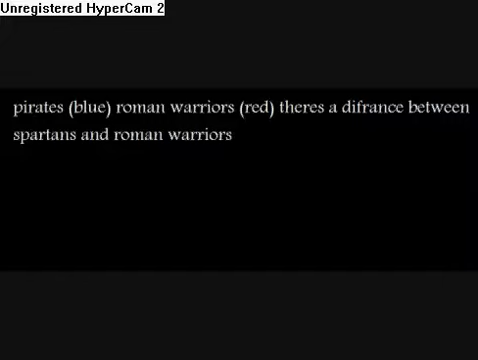 Unregistered HyperCam 2
pirates (blue) roman warriors (red) theres a difrance between
spartans and roman warriors